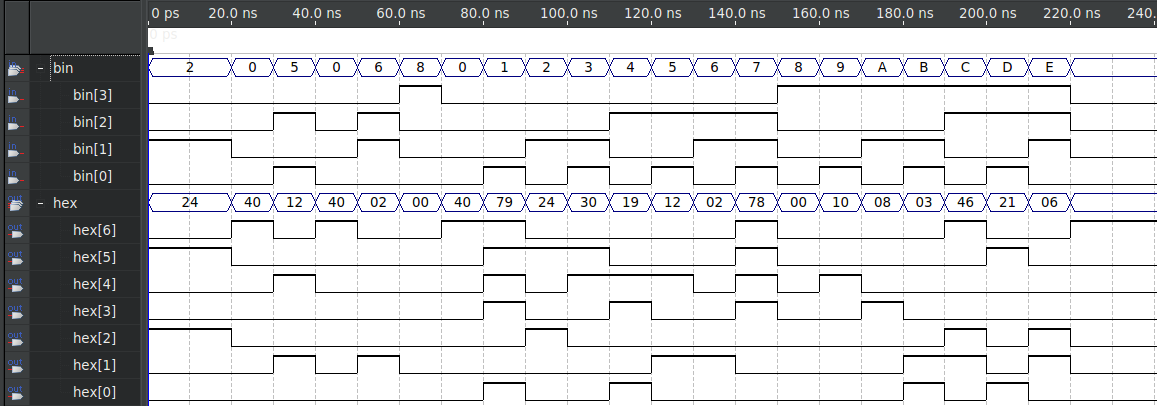 0 ps 20.0 ns 40.0 ns 60.0 ns 80.0 ns 100.0 ns 120.0 ns 140.0 ns 160.0 ns 180.0 ns 200.0 ns 220.0 ns 240.
0 ps
in - bin 2 0 5 0 6 8 0 1 2 3 4 5 6 7 8 9 A B C D E
in bin[3]
in bin[2]
in bin[1]
in bin[0]
out - hex 24 40 12 40 02 00 40 79 24 30 19 12 02 78 00 10 08 03 46 21 06
out hex[6]
out hex[5]
out hex[4]
out hex[3]
out hex[2]
out hex[1]
out hex[0]